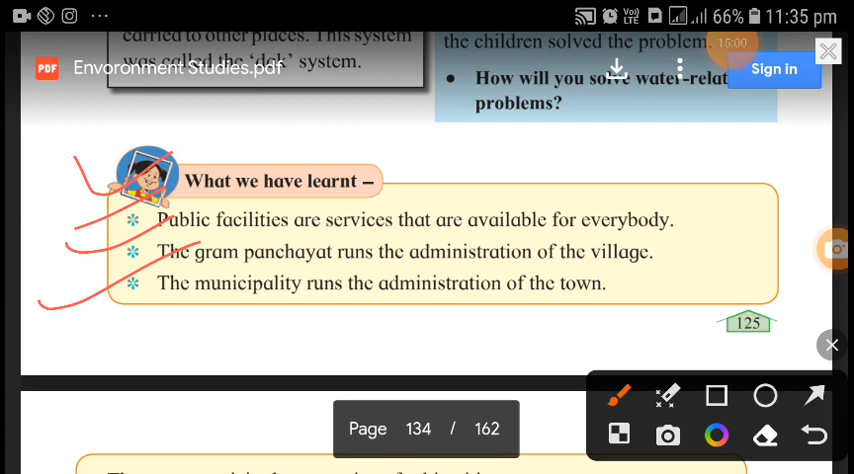 Vo)) LTE 66% 11:35 pm
carried to other places. This system
was called the 'dak' system.
the children solved the problem.
15:00
PDF Envoronment Studies.pdf
Sign in
• How will you solve water-relat
problems?
What we have learnt –
Public facilities are services that are available for everybody.
The gram panchayat runs the administration of the village.
The municipality runs the administration of the town.
125
Page 134 / 162